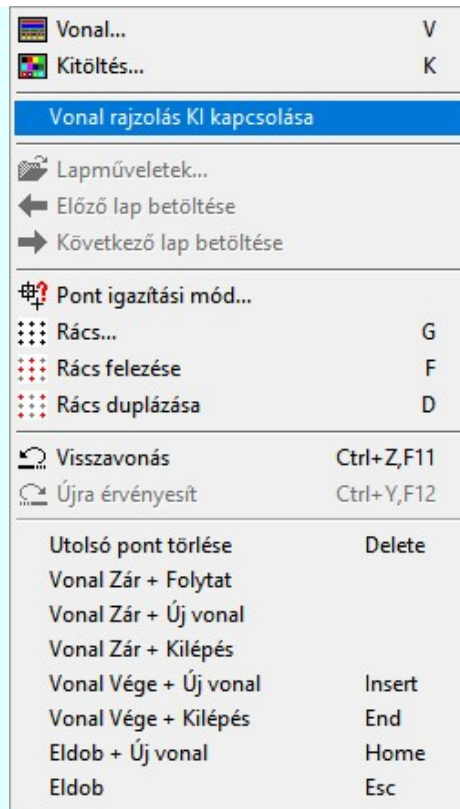 Vonal... V
Kitöltés... K
Vonal rajzolás KI kapcsolása
Lapműveletek...
Előző lap betöltése
Következő lap betöltése
Pont igazítási mód...
Rács... G
Rács felezése F
Rács duplázása D
Visszavonás Ctrl+Z,F11
Újra érvényesít Ctrl+Y,F12
Utolsó pont törlése Delete
Vonal Zár + Folytat
Vonal Zár + Új vonal
Vonal Zár + Kilépés
Vonal Vége + Új vonal Insert
Vonal Vége + Kilépés End
Eldob + Új vonal Home
Eldob Esc